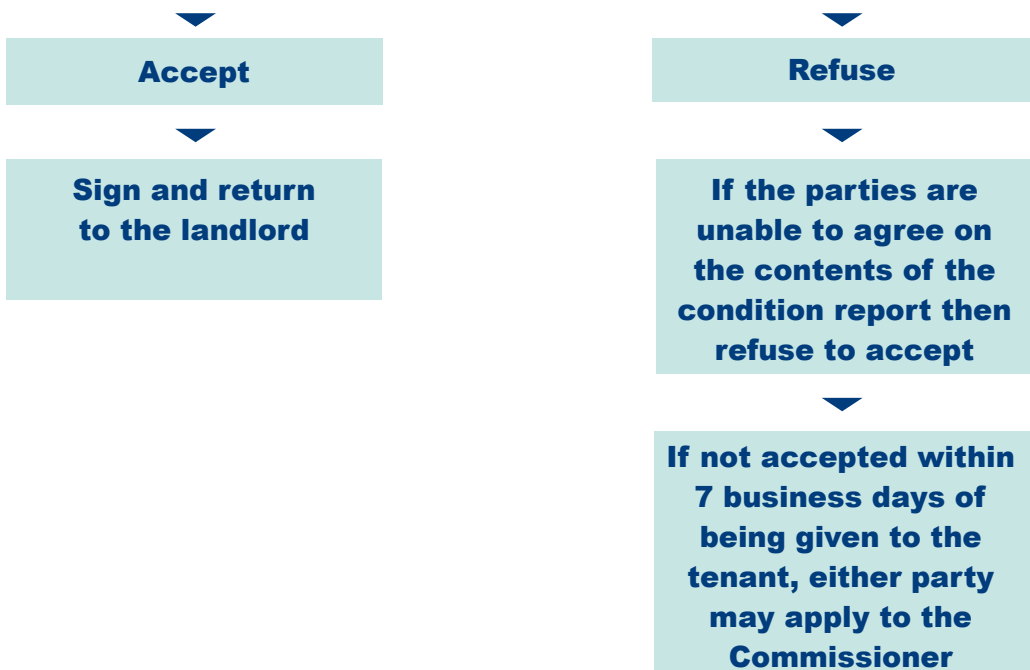 Accept
Sign and return
to the landlord
Refuse
If the parties are
unable to agree on
the contents of the
condition report then
refuse to accept
If not accepted within
7 business days of
being given to the
tenant, either party
may apply to the
Commissioner